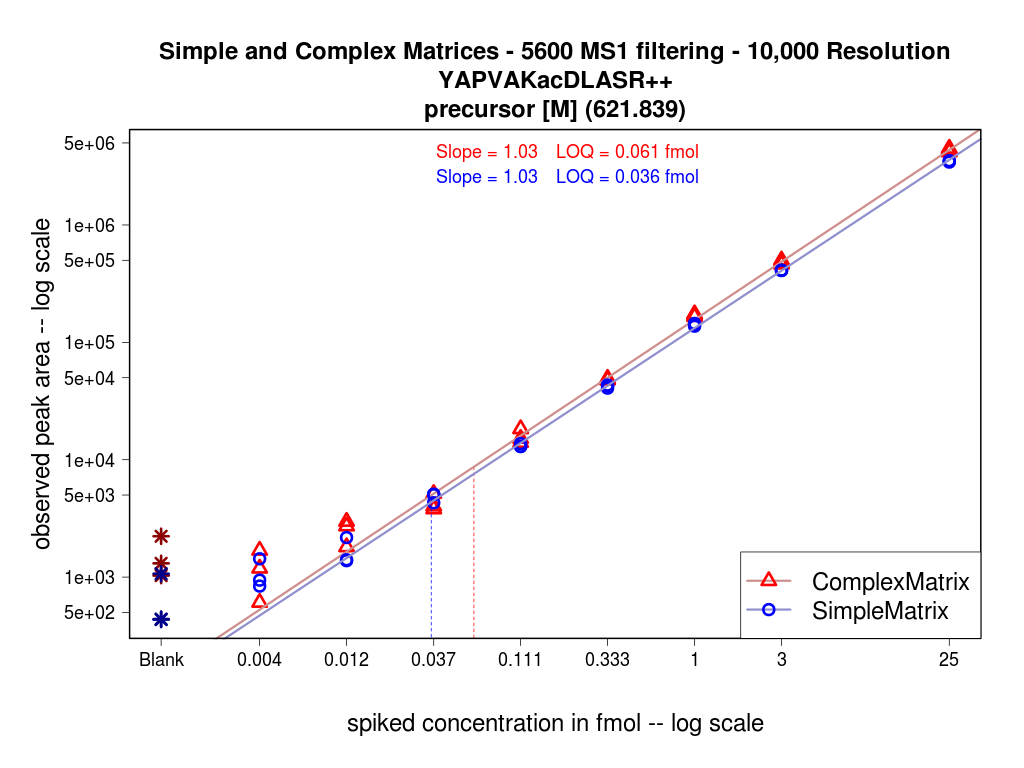 Simple and Complex Matrices - 5600 MS1 filtering - 10,000 Resolution
YAPVAKacDLASR++
precursor [M] (621.839)
Slope = 1.03 LOQ = 0.061 fmol
Slope = 1.03 LOQ = 0.036 fmol
observed peak area -- log scale
5e+06
1e+06
5e+05
1e+05
5e+04
1e+04
5e+03
1e+03
5e+02
ComplexMatrix
SimpleMatrix
Blank 0.004 0.012 0.037 0.111 0.333 1 3 25
spiked concentration in fmol -- log scale